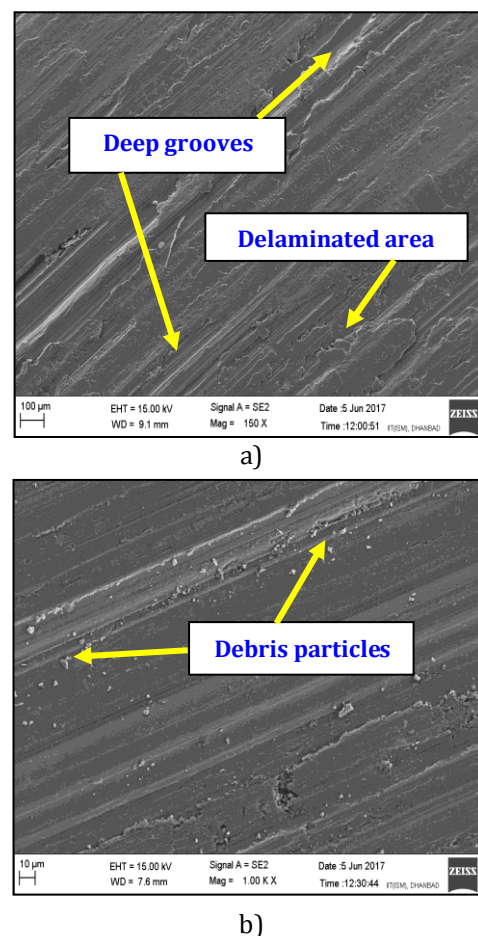 Deep grooves
Delaminated area
100 µm
EHT = 15.00 kV
Signal A = SE2
Date :5 Jun 2017
WD = 9.1 mm
Mag = 150 X
Time :12:00:51
IIT(ISM), DHANBAD
ZEISS
a)
Debris particles
10 µm
EHT = 15.00 kV
Signal A = SE2
Date :5 Jun 2017
WD = 7.6 mm
Mag = 1.00 K X
Time :12:30:44
IIT(ISM), DHANBAD
ZEISS
b)